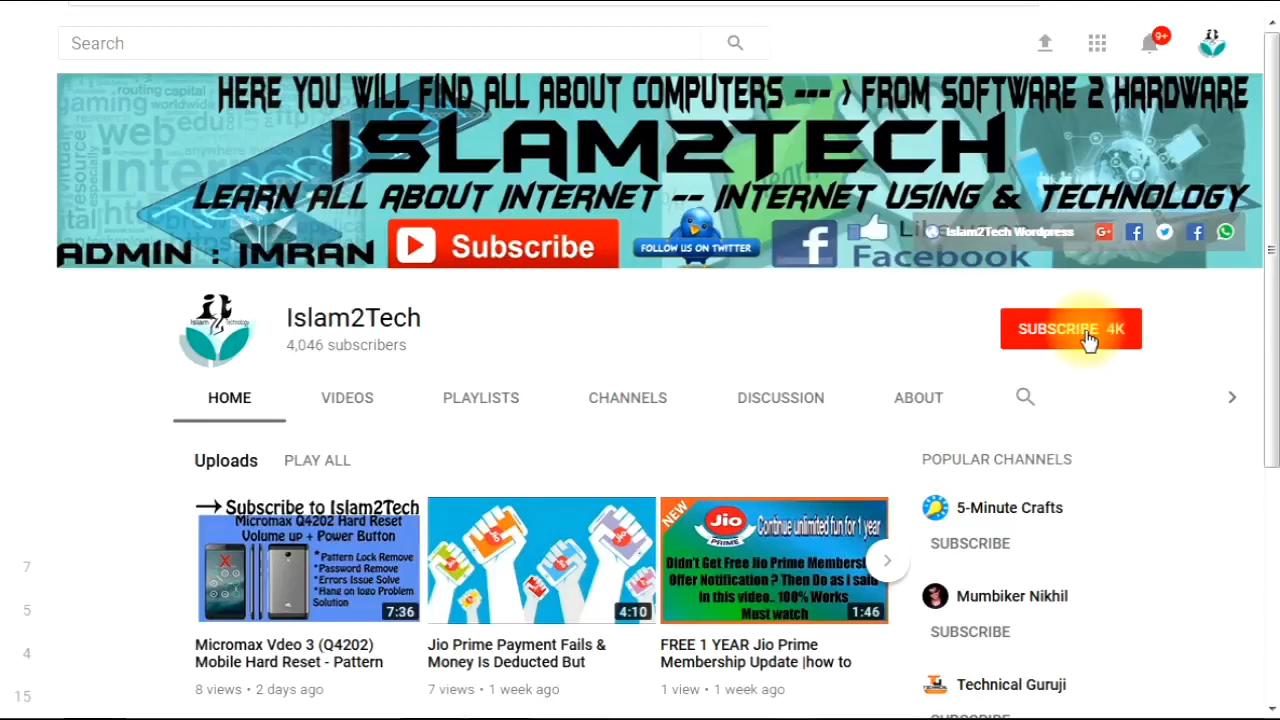 Search
9+
HERE YOU WILL FIND ALL ABOUT COMPUTERS --- > FROM SOFTWARE 2 HARDWARE
ISLAM2TECH
LEARN ALL ABOUT INTERNET -- INTERNET USING & TECHNOLOGY
ADMIN : IMRAN
Subscribe
FOLLOW US ON TWITTER
Facebook
Islam2Tech Wordpress
Islam2Tech
4,046 subscribers
SUBSCRIBE 4K
HOME
VIDEOS
PLAYLISTS
CHANNELS
DISCUSSION
ABOUT
Uploads
PLAY ALL
Subscribe to Islam2Tech
Micromax Q4202 Hard Reset
Volume up + Power Button
*Pattern Lock Remove
*Password Remove
*Errors Issue Solve
*Hang on logo Problem
Solution
7:36
Micromax Vdeo 3 (Q4202)
Mobile Hard Reset - Pattern
8 views • 2 days ago
4:10
Jio Prime Payment Fails &
Money Is Deducted But
7 views • 1 week ago
NEW
Jio
PRIME
Continue unlimited fun for 1 year
Didn't Get Free Jio Prime
Offer Notification ? Then Do as i said
in this video.. 100% Works
Must watch
1:46
FREE 1 YEAR Jio Prime
Membership Update |how to
1 view • 1 week ago
POPULAR CHANNELS
5-Minute Crafts
SUBSCRIBE
Mumbiker Nikhil
SUBSCRIBE
Technical Guruji
SUBSCRIBE
7
5
4
15